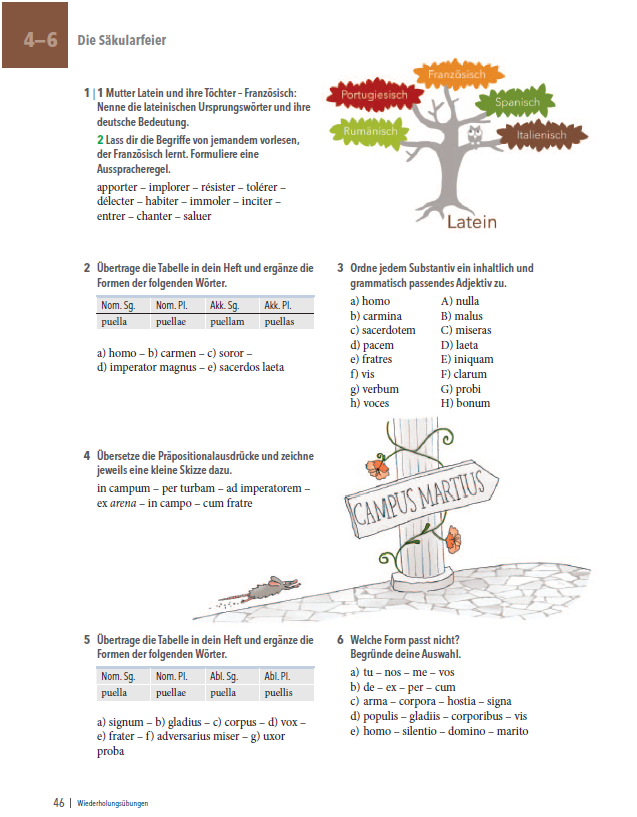 4–6
Die Säkularfeier
1 | 1 Mutter Latein und ihre Töchter – Französisch:
Nenne die lateinischen Ursprungswörter und ihre
deutsche Bedeutung.
2 Lass dir die Begriffe von jemandem vorlesen,
der Französisch lernt. Formuliere eine
Ausspracheregel.
apporter – implorer – résister – tolérer –
délecter – habiter – immoler – inciter –
entrer – chanter – saluer
Französisch
Portugiesisch
Spanisch
Rumänisch
Italienisch
Latein
2 Übertrage die Tabelle in dein Heft und ergänze die
Formen der folgenden Wörter.
Nom. Sg. Nom. Pl. Akk. Sg. Akk. Pl.
puella puellae puellam puellas
a) homo – b) carmen – c) soror –
d) imperator magnus – e) sacerdos laeta
3 Ordne jedem Substantiv ein inhaltlich und
grammatisch passendes Adjektiv zu.
a) homo A) nulla
b) carmina B) malus
c) sacerdotem C) miseras
d) pacem D) laeta
e) fratres E) iniquam
f) vis F) clarum
g) verbum G) probi
h) voces H) bonum
4 Übersetze die Präpositionalausdrücke und zeichne
jeweils eine kleine Skizze dazu.
in campum – per turbam – ad imperatorem –
ex arena – in campo – cum fratre
CAMPUS MARTIUS
5 Übertrage die Tabelle in dein Heft und ergänze die
Formen der folgenden Wörter.
Nom. Sg. Nom. Pl. Abl. Sg. Abl. Pl.
puella puellae puella puellis
a) signum – b) gladius – c) corpus – d) vox –
e) frater – f) adversarius miser – g) uxor
proba
6 Welche Form passt nicht?
Begründe deine Auswahl.
a) tu – nos – me – vos
b) de – ex – per – cum
c) arma – corpora – hostia – signa
d) populis – gladiis – corporibus – vis
e) homo – silentio – domino – marito
46 | Wiederholungsübungen